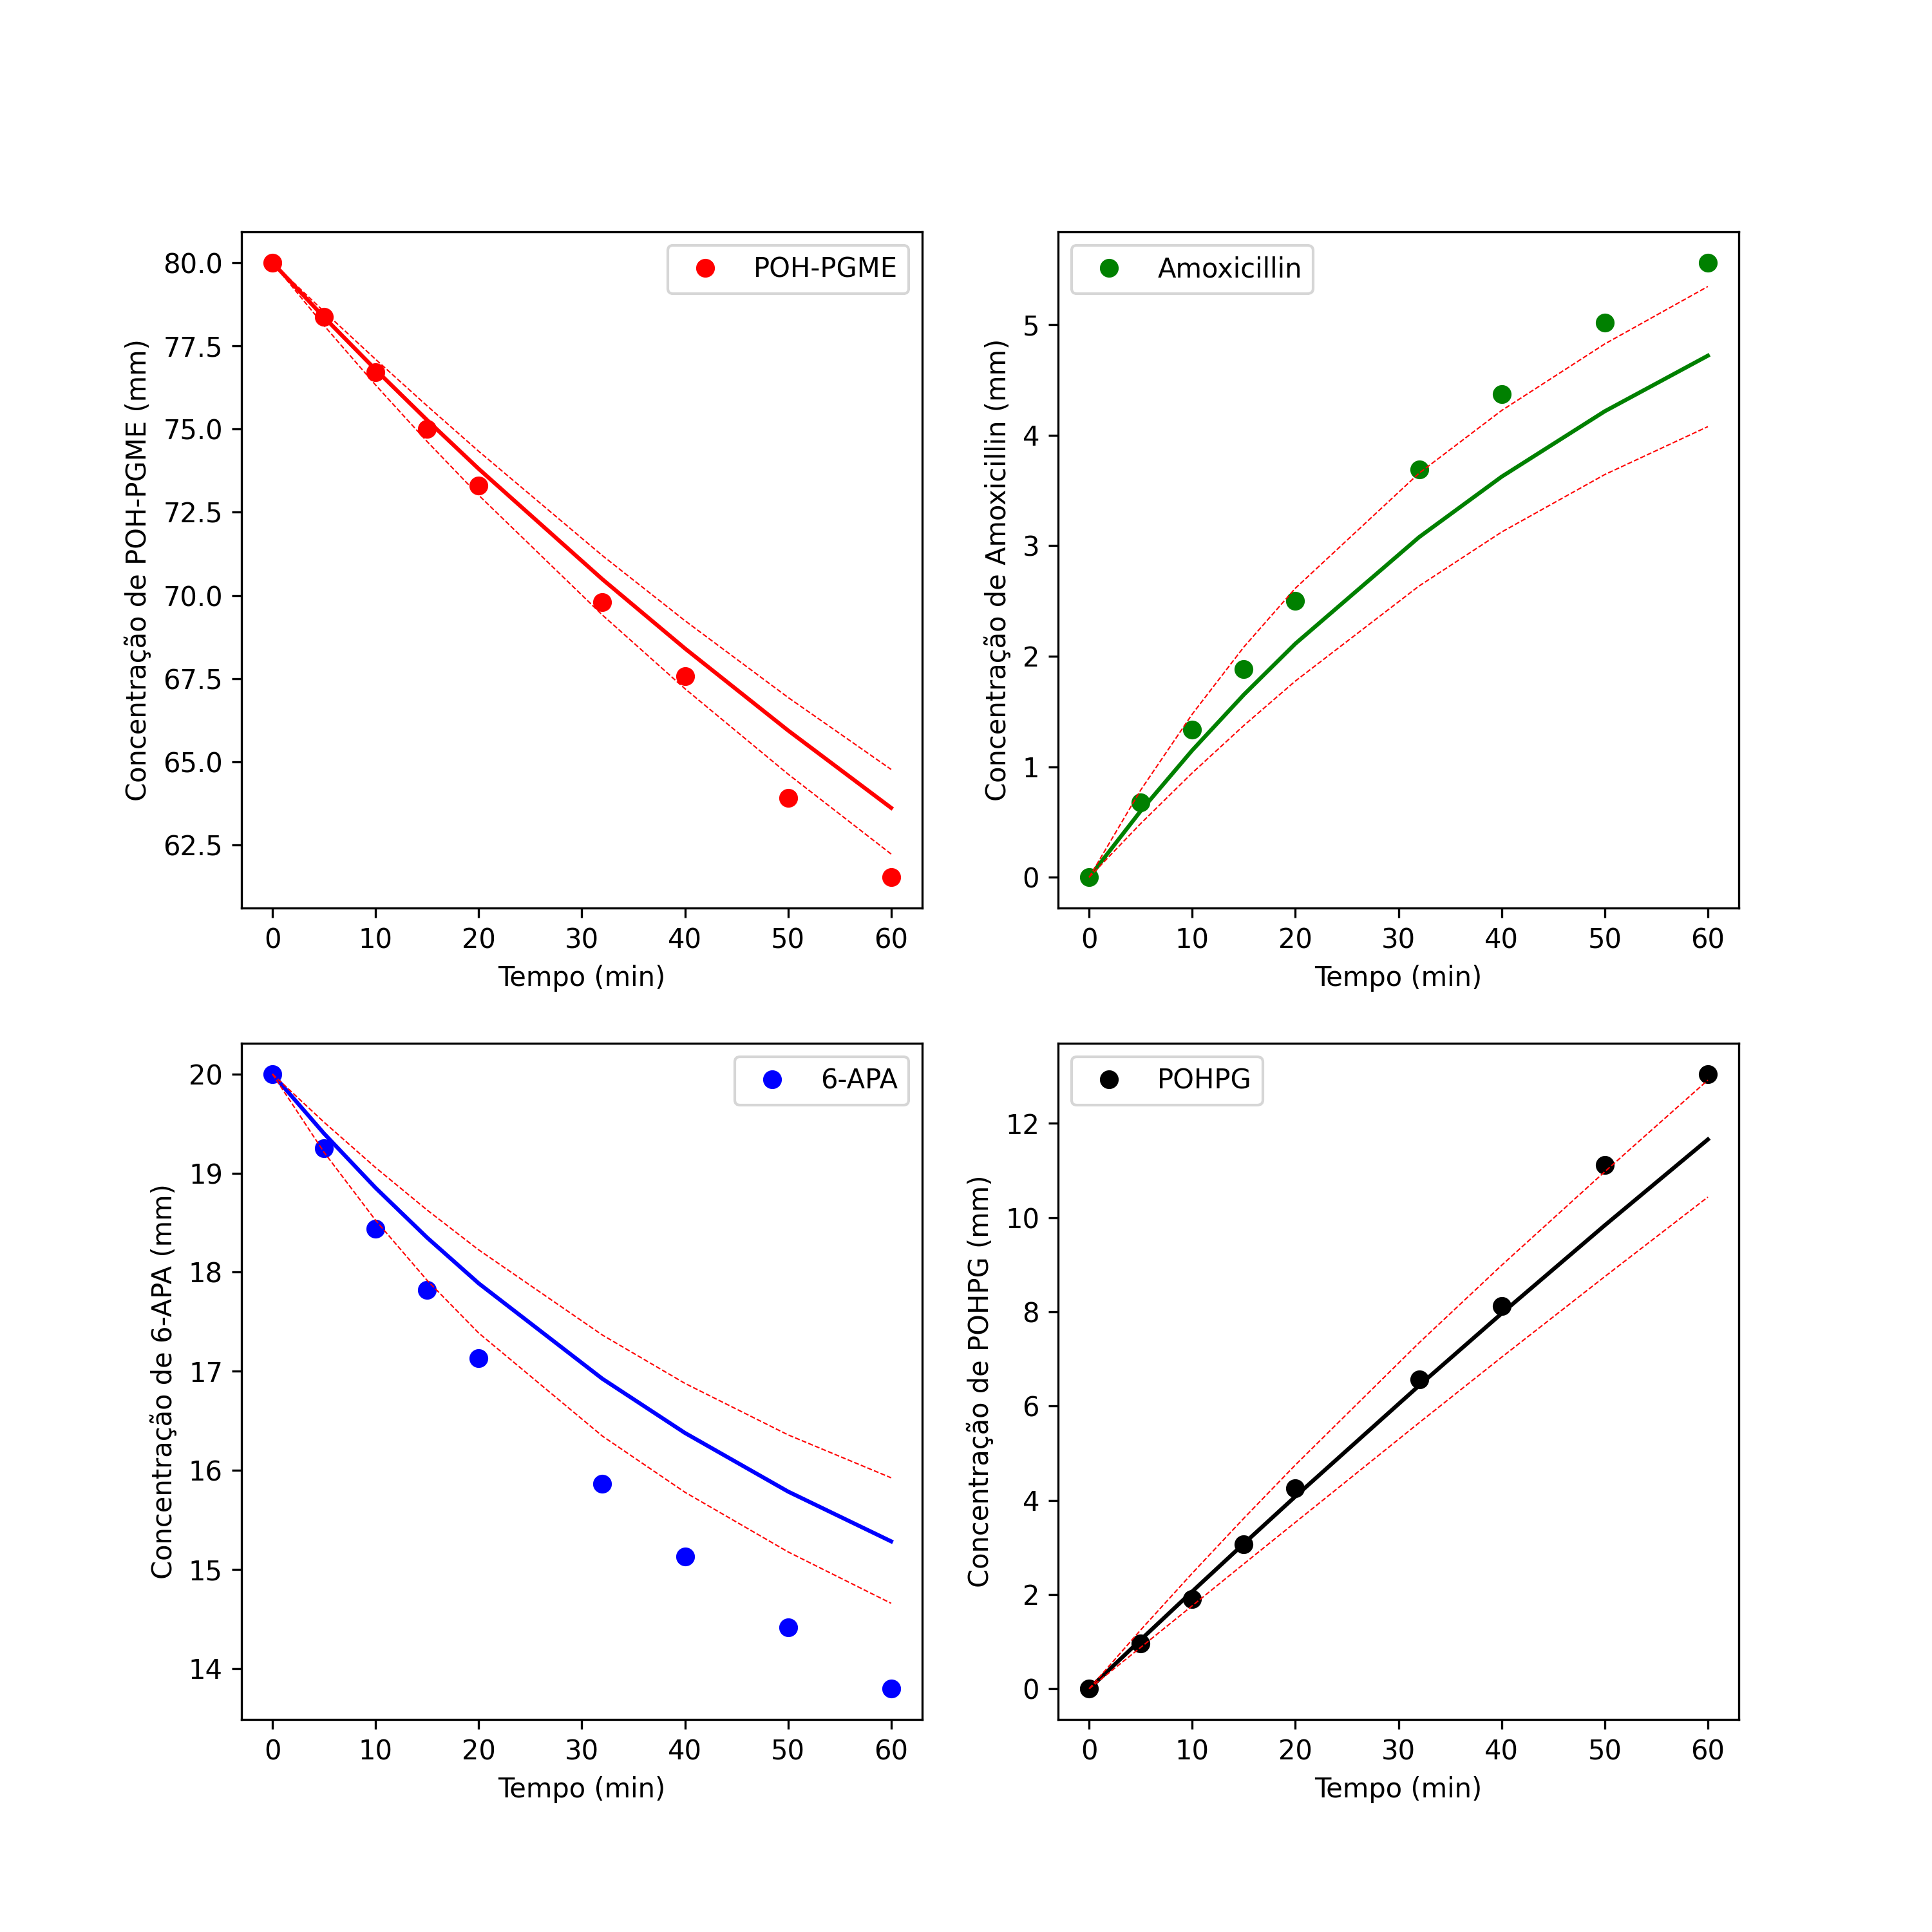 Concentração de POH-PGME (mm)
80.0
77.5
75.0
72.5
70.0
67.5
65.0
62.5
POH-PGME
0 10 20 30 40 50 60
Tempo (min)
Concentração de Amoxicillin (mm)
5
4
3
2
1
0
Amoxicillin
0 10 20 30 40 50 60
Tempo (min)
Concentração de 6-APA (mm)
20
19
18
17
16
15
14
6-APA
0 10 20 30 40 50 60
Tempo (min)
Concentração de POHPG (mm)
12
10
8
6
4
2
0
POHPG
0 10 20 30 40 50 60
Tempo (min)